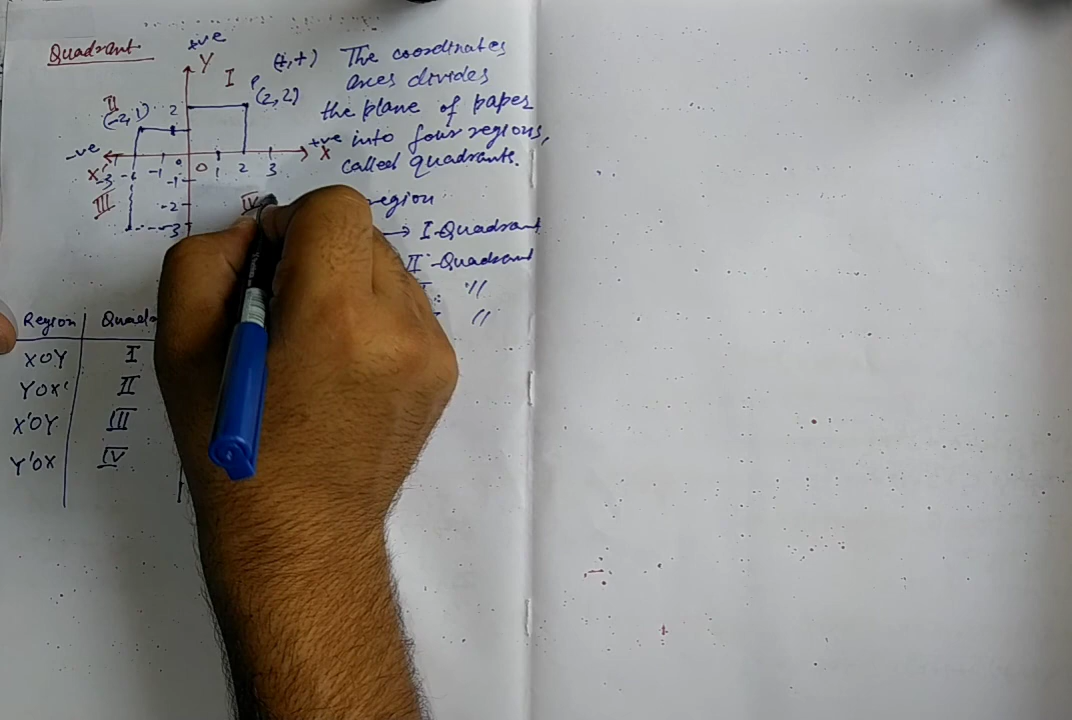 Quadrant
+ve
Y
I
(+,+)
P
(2,2)
II
(-2,1)
2
-ve
X'
-3
-1
0
O
1
2
3
+ve
X
-1
-2
-3
III
IV
The coordinates
axes divides
the plane of paper
into four regions,
called quadrants.
region
→ I-Quadrant
II-Quadrant
"
"
Region
XOY I
YOX' II
X'OY III
Y'OX IV